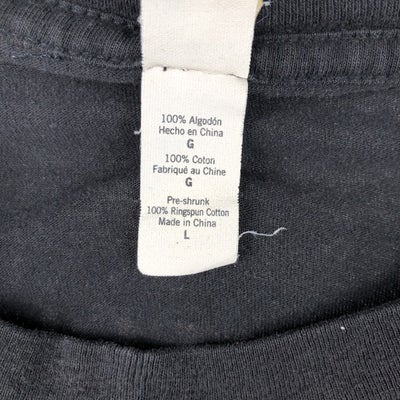 100% Algodón
Hecho en China
G
100% Coton
Fabriqué au Chine
G
Pre-shrunk
100% Ringspun Cotton
Made in China
L